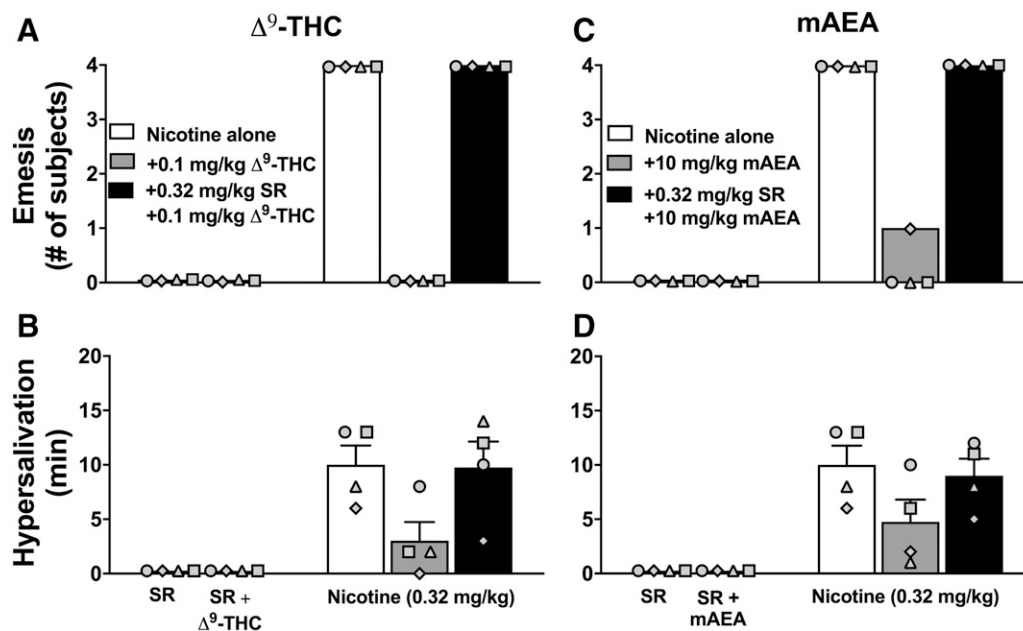 A
Δ⁹-THC
Emesis
(# of subjects)
4
3
2
1
0
Nicotine alone
+0.1 mg/kg Δ⁹-THC
+0.32 mg/kg SR
+0.1 mg/kg Δ⁹-THC
C
mAEA
4
3
2
1
0
Nicotine alone
+10 mg/kg mAEA
+0.32 mg/kg SR
+10 mg/kg mAEA
B
Hypersalivation
(min)
20
15
10
5
0
SR
SR +
Δ⁹-THC
Nicotine (0.32 mg/kg)
D
20
15
10
5
0
SR
SR +
mAEA
Nicotine (0.32 mg/kg)